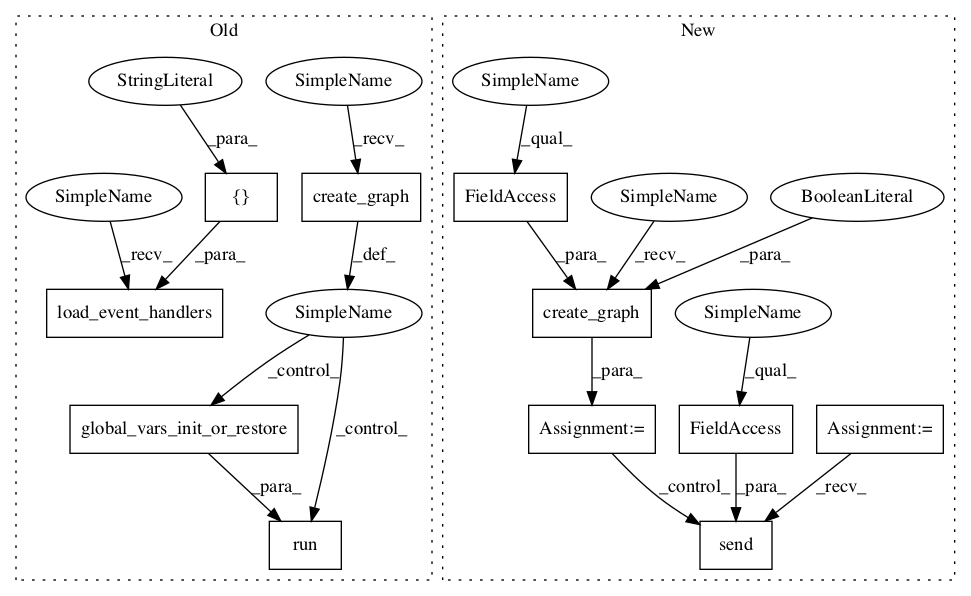 Old
New
StringLiteral
SimpleName
SimpleName
BooleanLiteral
_para_
_recv_
_qual_
SimpleName
{}
create_graph
FieldAccess
SimpleName
_recv_
_para_
_def_
_para_
_recv_
_para_
load_event_handlers
SimpleName
create_graph
SimpleName
_control_
_control_
_para_
_qual_
global_vars_init_or_restore
Assignment:=
FieldAccess
Assignment:=
_para_
_control_
_para_
_recv_
run
send